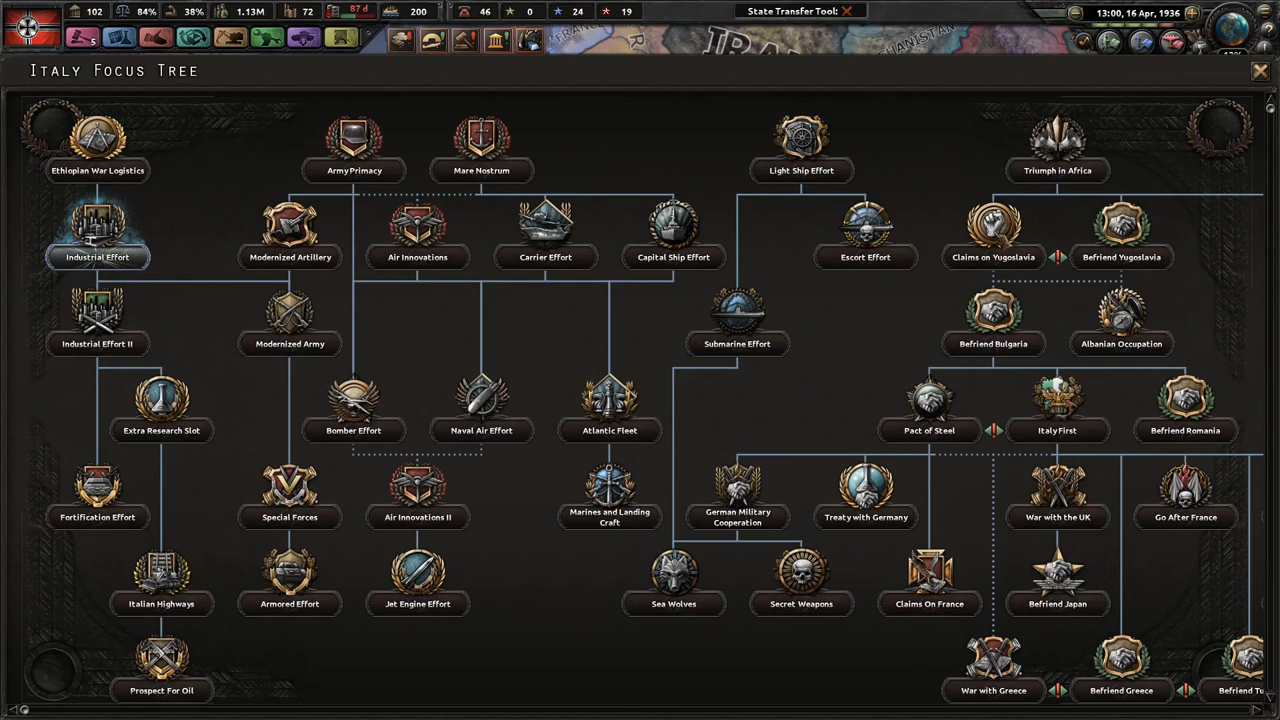 102 84% 38% 1.13M 72 87 d 200 46 0 24 19 State Transfer Tool: 13:00, 16 Apr, 1936
5
IRAN
Italy Focus Tree
Ethiopian War Logistics Army Primacy Mare Nostrum Light Ship Effort Triumph in Africa
Industrial Effort Modernized Artillery Air Innovations Carrier Effort Capital Ship Effort Escort Effort Claims on Yugoslavia Befriend Yugoslavia
Industrial Effort II Modernized Army Submarine Effort Befriend Bulgaria Albanian Occupation
Extra Research Slot Bomber Effort Naval Air Effort Atlantic Fleet Pact of Steel Italy First Befriend Romania
Fortification Effort Special Forces Air Innovations II Marines and Landing Craft German Military Cooperation Treaty with Germany War with the UK Go After France
Italian Highways Armored Effort Jet Engine Effort Sea Wolves Secret Weapons Claims On France Befriend Japan
Prospect For Oil War with Greece Befriend Greece Befriend Tu